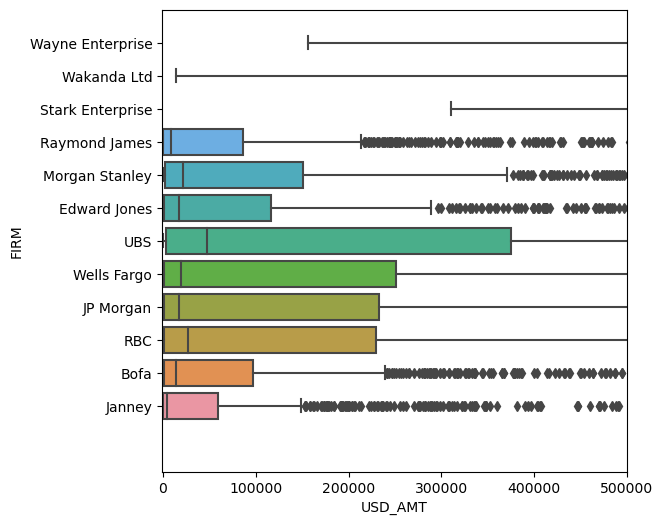 Wayne Enterprise
Wakanda Ltd
Stark Enterprise
Raymond James
Morgan Stanley
Edward Jones
UBS
Wells Fargo
JP Morgan
RBC
Bofa
Janney
FIRM
0 100000 200000 300000 400000 500000
USD_AMT